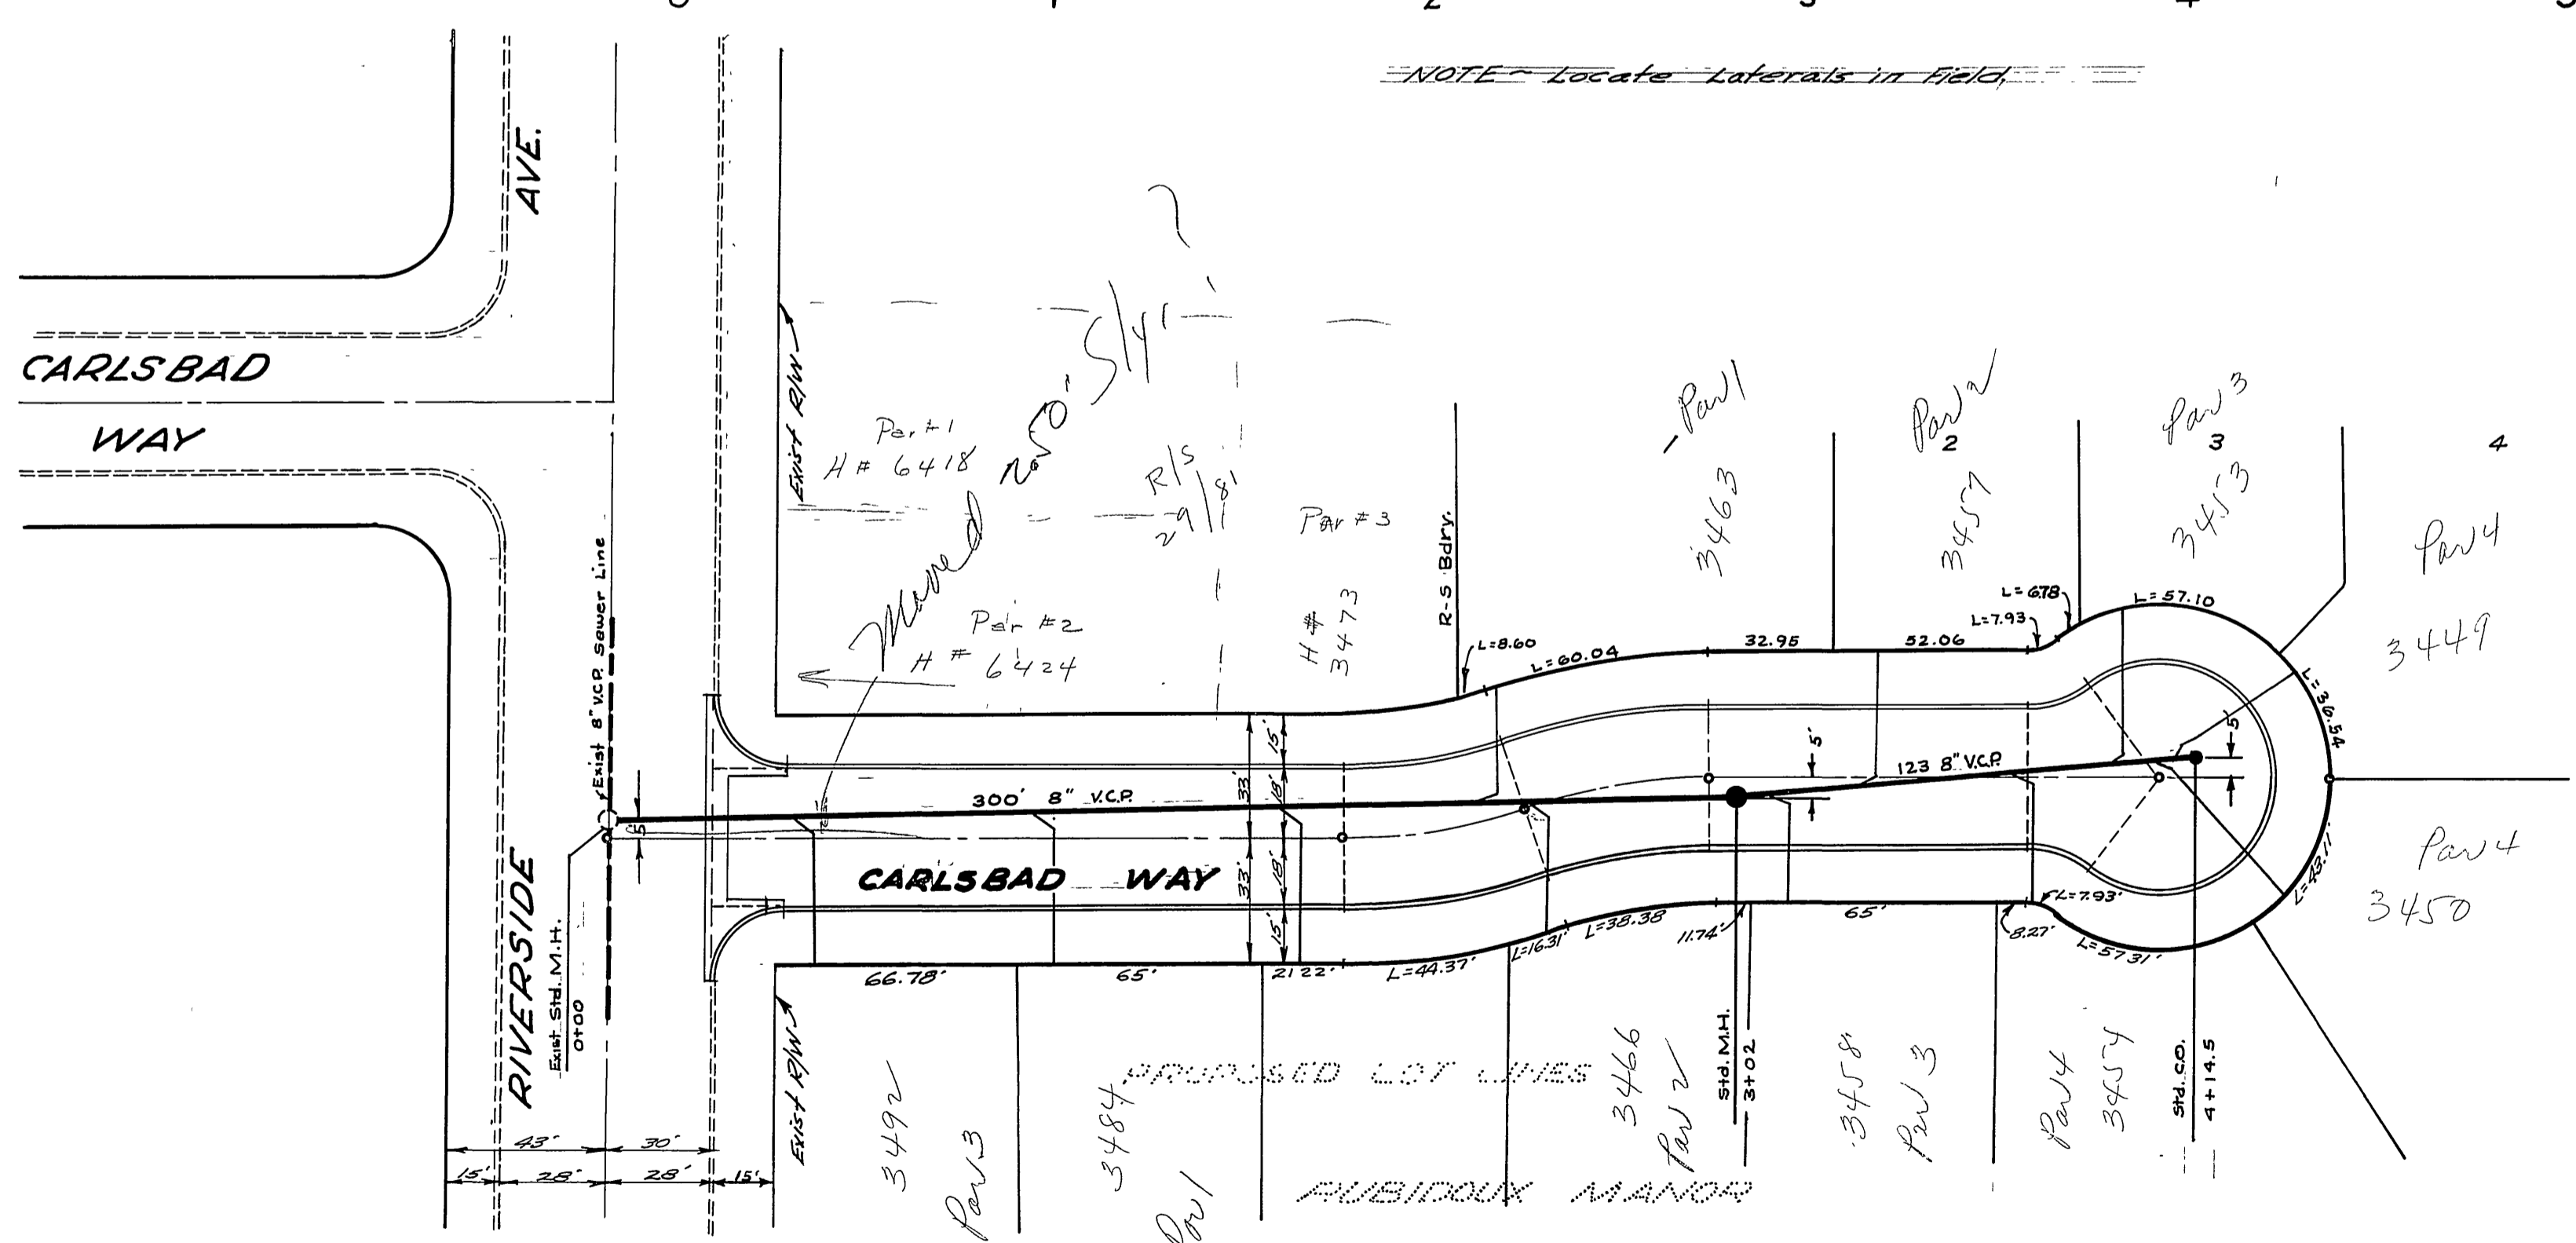 NOTE ~ Locate Laterals in Field,
AVE.
CARLSBAD
WAY
RIVERSIDE
Exist 8" V.C.P. Sewer Line
Exist. Std. M.H.
0+00
Exist R/W
Par #1
H # 6418
Moved
R/S
29/81
Par #3
Par #2
H # 6424
H #
3473
R-S Bdry.
Par 1
3463
Par 2
2
3457
Par 3
3
3453
4
Par 4
3449
L=8.60
L=60.04
32.95
52.06
L=7.93
L=6.78
L=57.10
L=36.54
L=43.11'
5'
5'
5'
300' 8" V.C.P.
123 8" V.C.P.
15'
18'
33'
33'
18'
15'
CARLSBAD WAY
66.78'
65'
21.22'
L=44.37'
L=16.31'
L=38.38
11.74'
65'
8.27'
L=7.93'
L=57.31'
Par 4
3450
Exist R/W
43'
30'
15'
28'
28'
15'
3492
Par 3
3484
Par 1
PROPOSED LOT LINES
RUBIDOUX MANOR
3466
Par 2
Std. M.H.
3+02
3458
Par 3
Par 4
3454
Std. C.O.
4+14.5